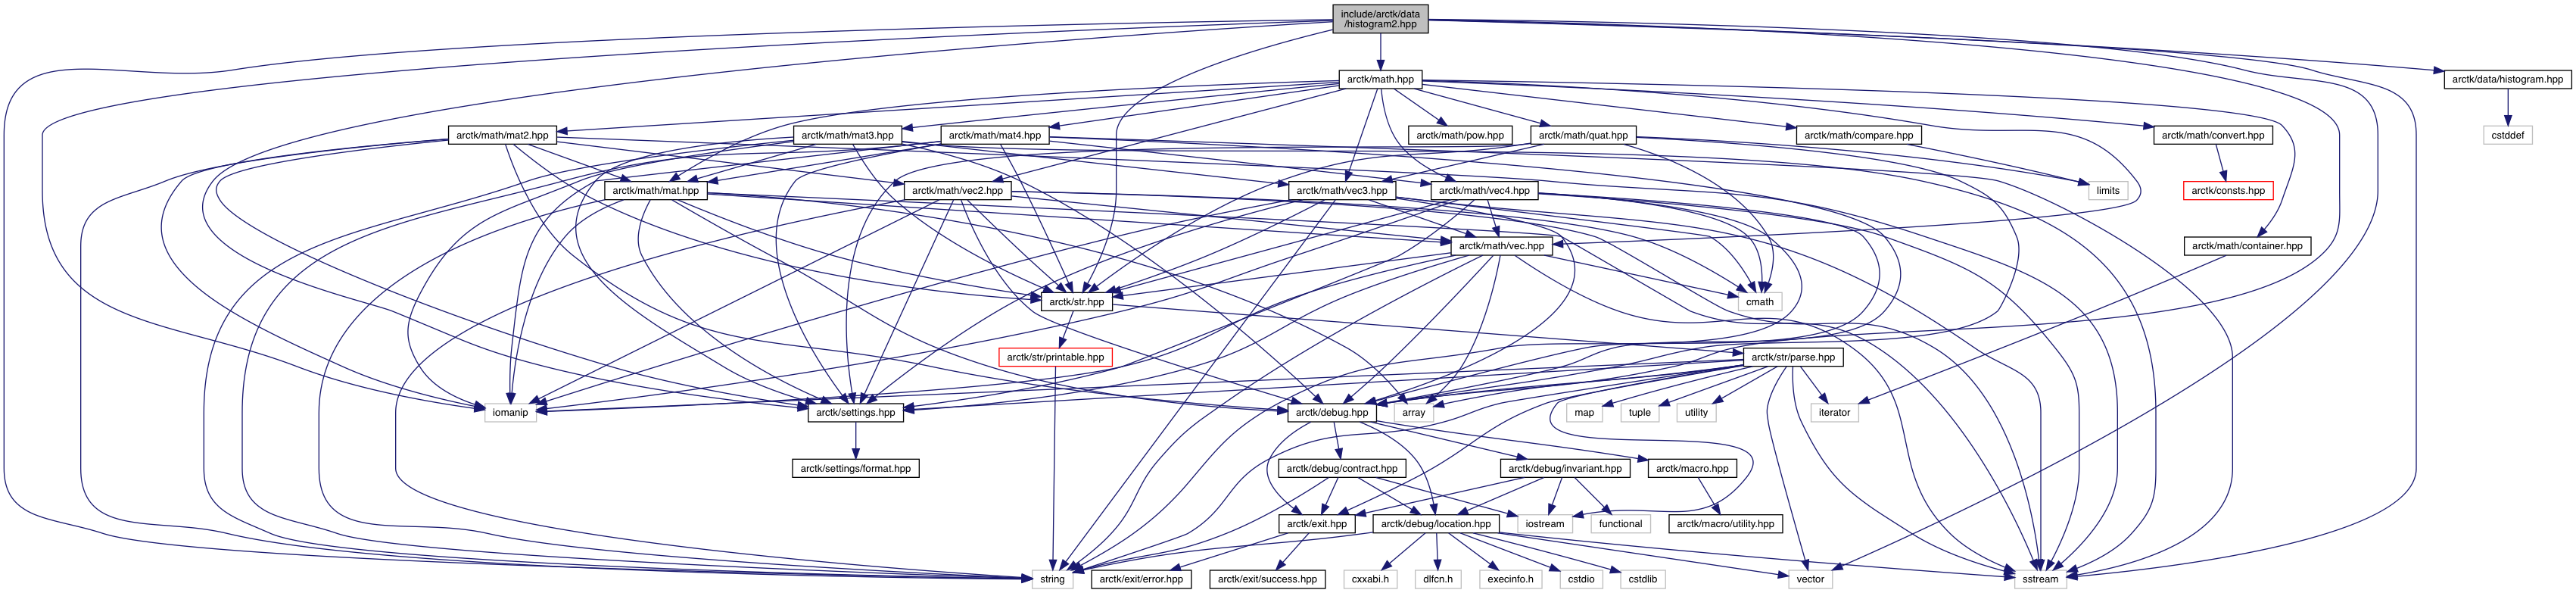 include/arctk/data
/histogram2.hpp
arctk/math.hpp
arctk/data/histogram.hpp
arctk/math/mat2.hpp
arctk/math/mat3.hpp
arctk/math/mat4.hpp
arctk/math/pow.hpp
arctk/math/quat.hpp
arctk/math/compare.hpp
arctk/math/convert.hpp
cstddef
arctk/math/mat.hpp
arctk/math/vec2.hpp
arctk/math/vec3.hpp
arctk/math/vec4.hpp
limits
arctk/consts.hpp
arctk/math/vec.hpp
arctk/math/container.hpp
arctk/str.hpp
cmath
arctk/str/printable.hpp
arctk/str/parse.hpp
iomanip
arctk/settings.hpp
arctk/debug.hpp
array
map
tuple
utility
iterator
arctk/settings/format.hpp
arctk/debug/contract.hpp
arctk/debug/invariant.hpp
arctk/macro.hpp
arctk/exit.hpp
arctk/debug/location.hpp
iostream
functional
arctk/macro/utility.hpp
string
arctk/exit/error.hpp
arctk/exit/success.hpp
cxxabi.h
dlfcn.h
execinfo.h
cstdio
cstdlib
vector
sstream